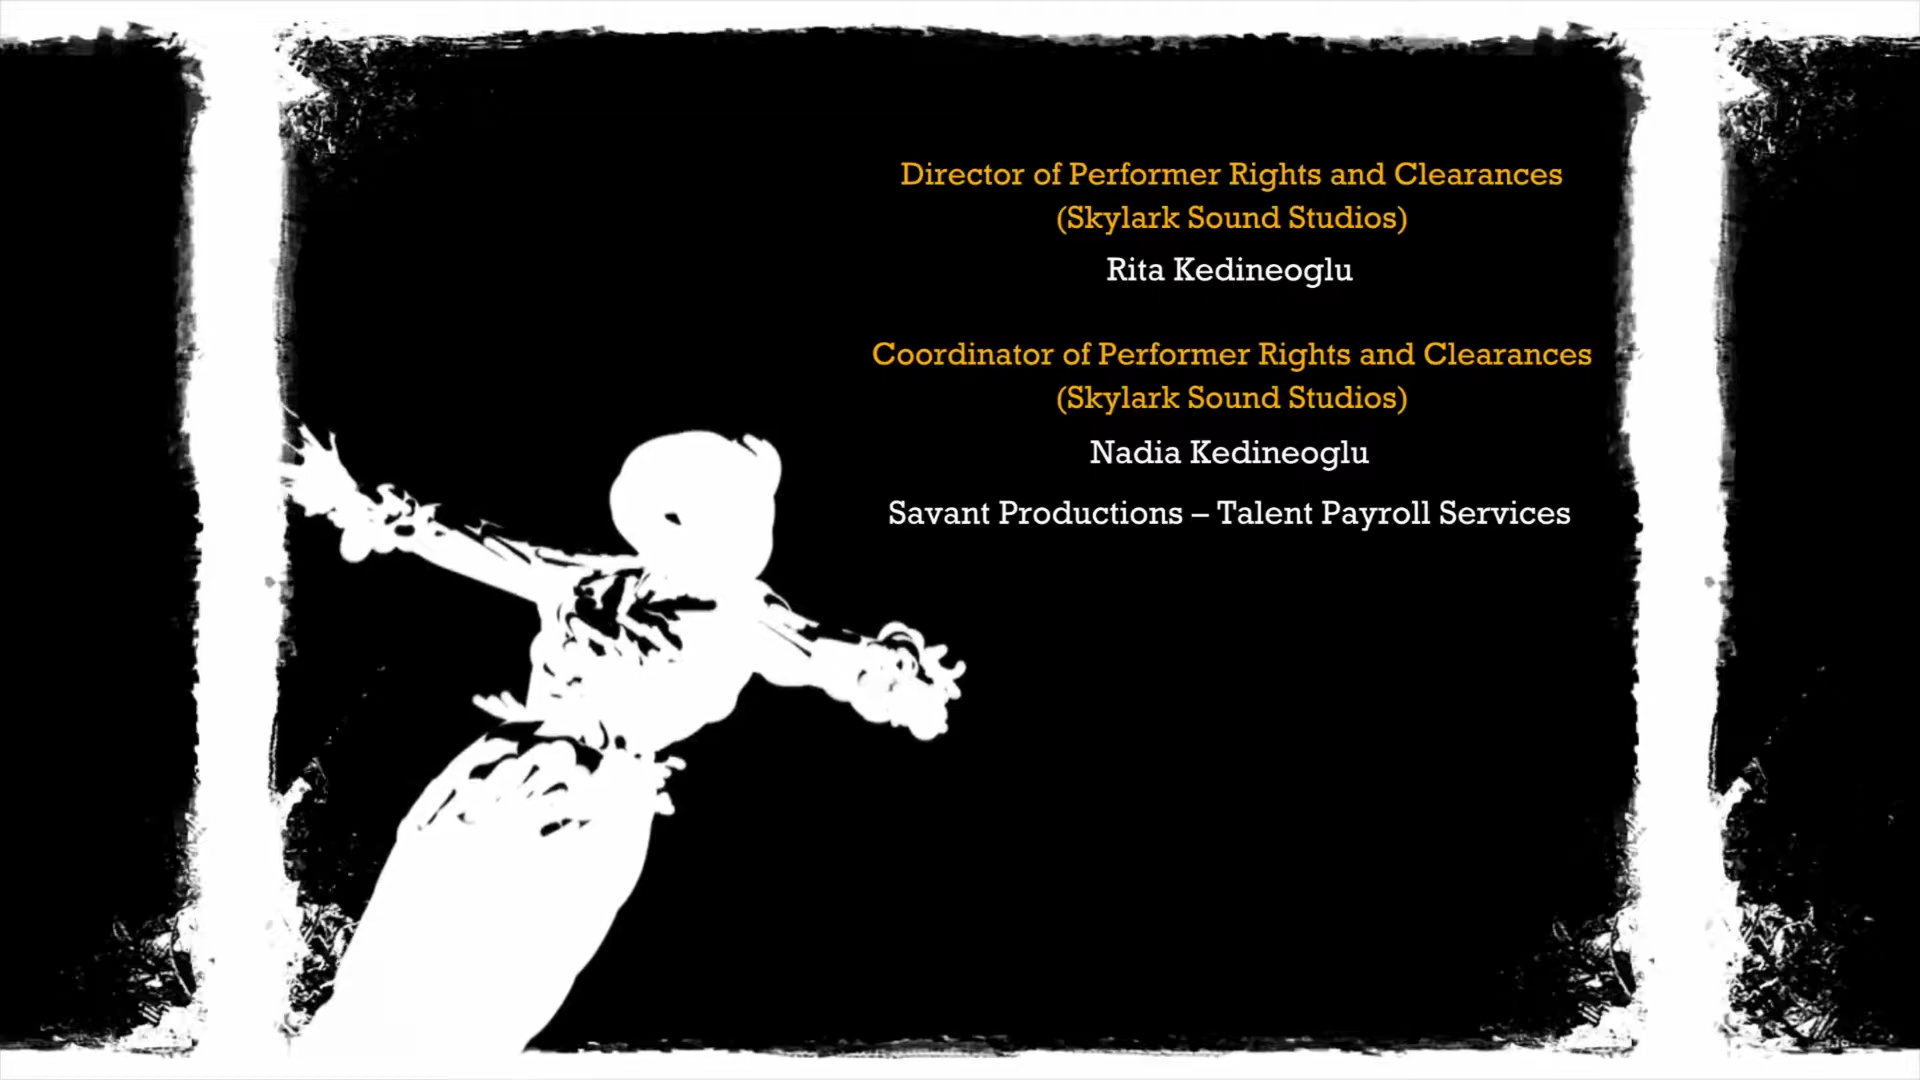 Director of Performer Rights and Clearances
(Skylark Sound Studios)
Rita Kedineoglu
Coordinator of Performer Rights and Clearances
(Skylark Sound Studios)
Nadia Kedineoglu
Savant Productions – Talent Payroll Services